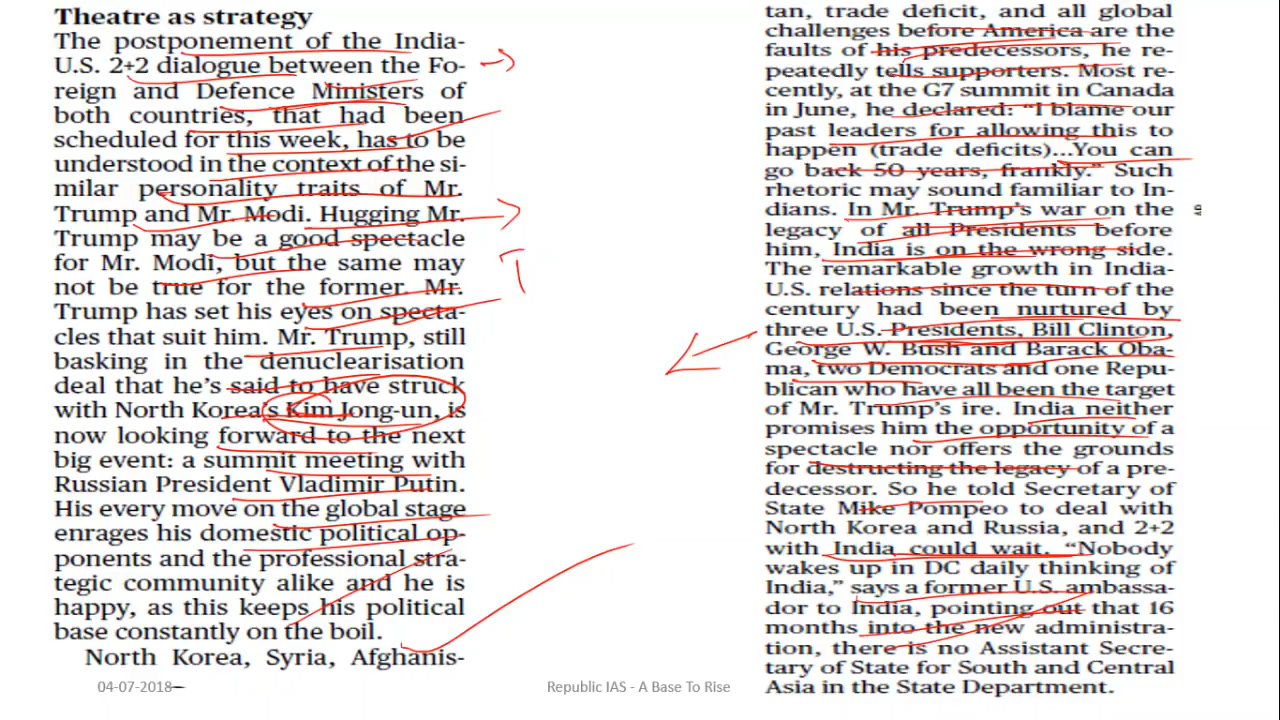 Theatre as strategy
The postponement of the India-
U.S. 2+2 dialogue between the Fo-
reign and Defence Ministers of
both countries, that had been
scheduled for this week, has to be
understood in the context of the si-
milar personality traits of Mr.
Trump and Mr. Modi. Hugging Mr.
Trump may be a good spectacle
for Mr. Modi, but the same may
not be true for the former. Mr.
Trump has set his eyes on specta-
cles that suit him. Mr. Trump, still
basking in the denuclearisation
deal that he's said to have struck
with North Korea's Kim Jong-un, is
now looking forward to the next
big event: a summit meeting with
Russian President Vladimir Putin.
His every move on the global stage
enrages his domestic political op-
ponents and the professional stra-
tegic community alike and he is
happy, as this keeps his political
base constantly on the boil.
North Korea, Syria, Afghanis-
tan, trade deficit, and all global
challenges before America are the
faults of his predecessors, he re-
peatedly tells supporters. Most re-
cently, at the G7 summit in Canada
in June, he declared: "I blame our
past leaders for allowing this to
happen (trade deficits)...You can
go back 50 years, frankly." Such
rhetoric may sound familiar to In-
dians. In Mr. Trump's war on the
legacy of all Presidents before
him, India is on the wrong side.
The remarkable growth in India-
U.S. relations since the turn of the
century had been nurtured by
three U.S. Presidents, Bill Clinton,
George W. Bush and Barack Oba-
ma, two Democrats and one Repu-
blican who have all been the target
of Mr. Trump's ire. India neither
promises him the opportunity of a
spectacle nor offers the grounds
for destructing the legacy of a pre-
decessor. So he told Secretary of
State Mike Pompeo to deal with
North Korea and Russia, and 2+2
with India could wait. "Nobody
wakes up in DC daily thinking of
India," says a former U.S. ambassa-
dor to India, pointing out that 16
months into the new administra-
tion, there is no Assistant Secre-
tary of State for South and Central
Asia in the State Department.
04-07-2018
Republic IAS - A Base To Rise